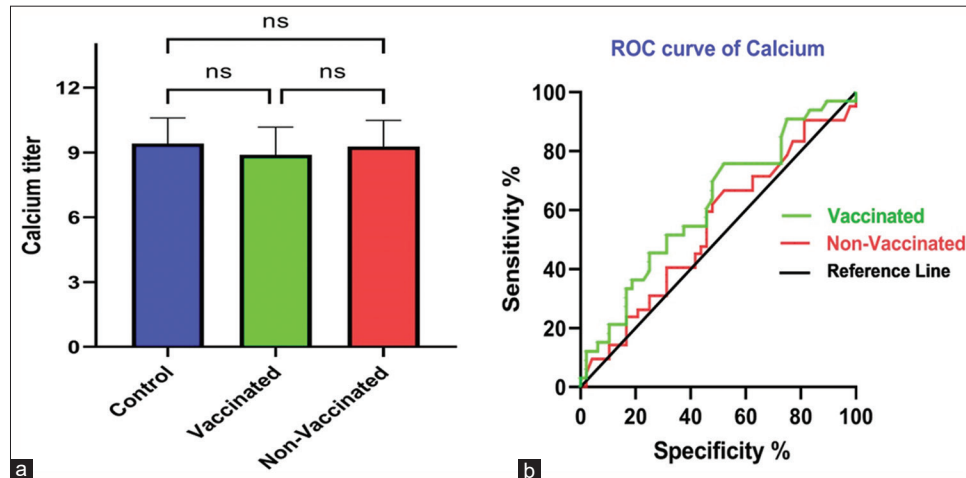 ns
ns
ns
Calcium titer
12
9
6
3
0
Control
Vaccinated
Non-Vaccinated
a
ROC curve of Calcium
Sensitivity %
100
80
60
40
20
0
Vaccinated
Non-Vaccinated
Reference Line
0 20 40 60 80 100
Specificity %
b